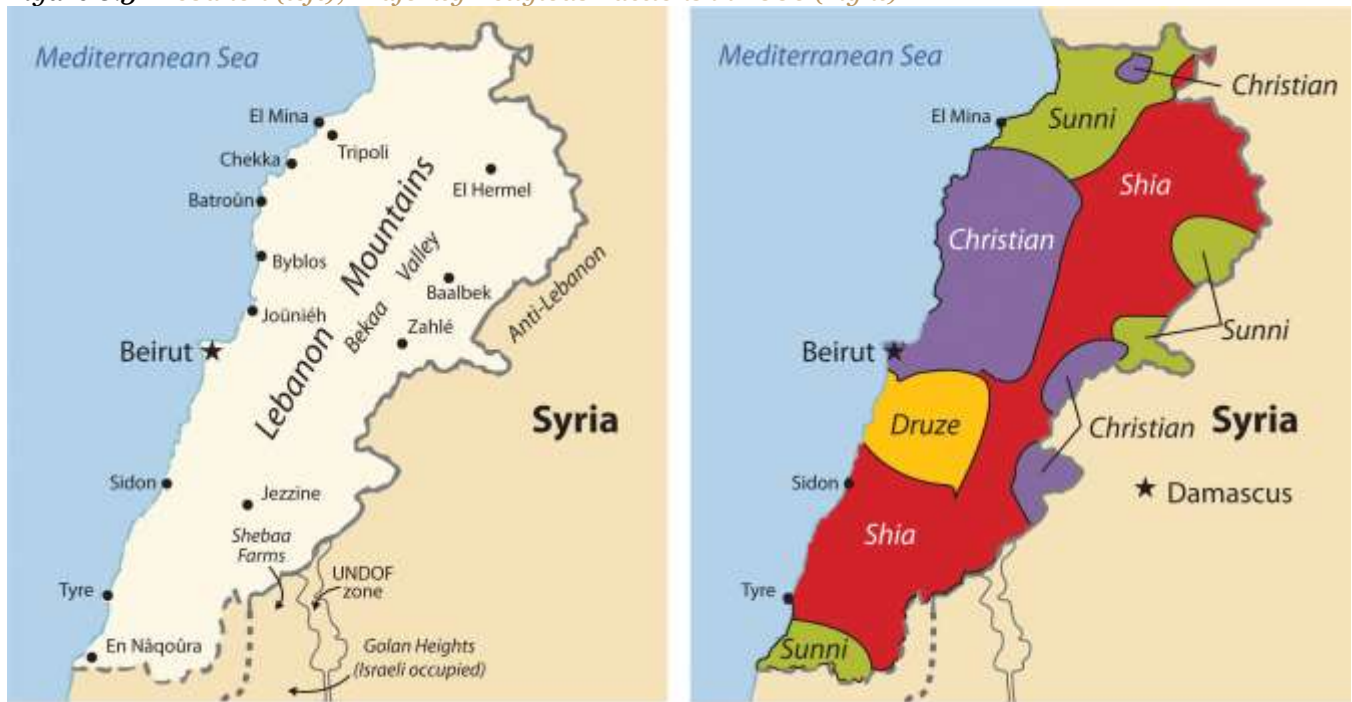 Mediterranean Sea
El Mina
Tripoli
Chekka
El Hermel
Batroûn
Lebanon Mountains
Bekaa Valley
Byblos
Baalbek
Anti-Lebanon
Joüniéh
Zahlé
Beirut
Syria
Sidon
Jezzine
Shebaa
Farms
UNDOF
zone
Tyre
En Nâqoûra
Golan Heights
(Israeli occupied)
Mediterranean Sea
Christian
El Mina
Sunni
Shia
Christian
Sunni
Beirut
Druze
Christian
Syria
Sidon
Damascus
Shia
Tyre
Sunni